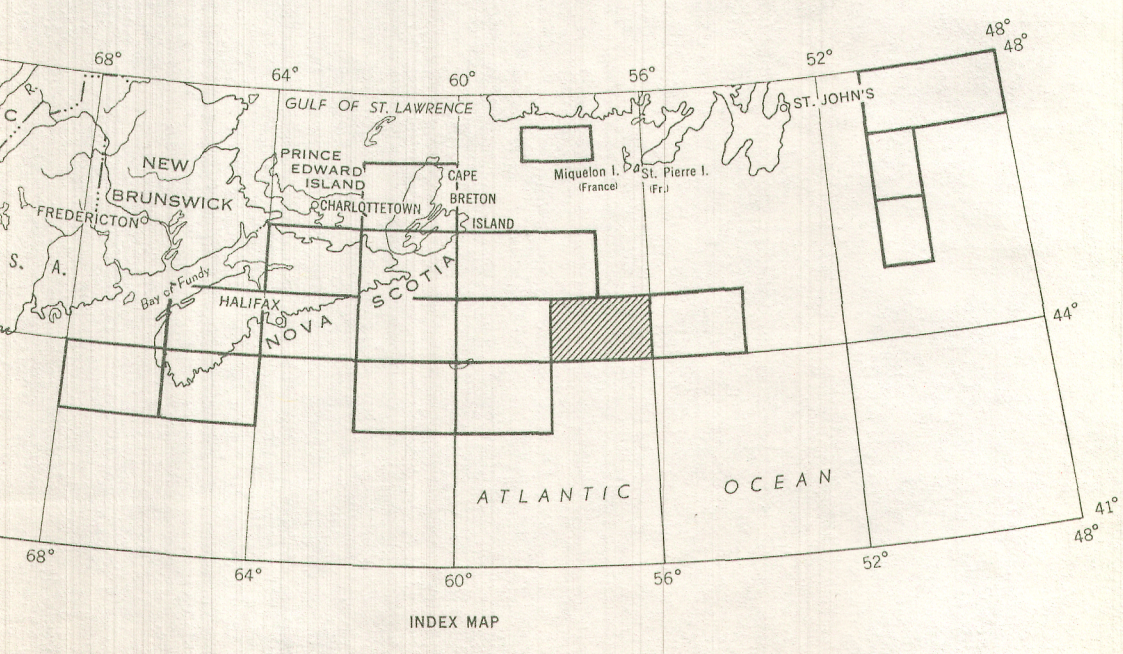 48°
48°
68°
64°
60°
56°
52°
R.
C
GULF OF ST. LAWRENCE
ST. JOHN'S
NEW
BRUNSWICK
PRINCE
EDWARD
ISLAND
CHARLOTTETOWN
CAPE
BRETON
ISLAND
Miquelon I.
(France)
St. Pierre I.
(Fr.)
FREDERICTON
S. A.
Bay of Fundy
HALIFAX
NOVA SCOTIA
44°
ATLANTIC OCEAN
41°
48°
68°
64°
60°
56°
52°
INDEX MAP